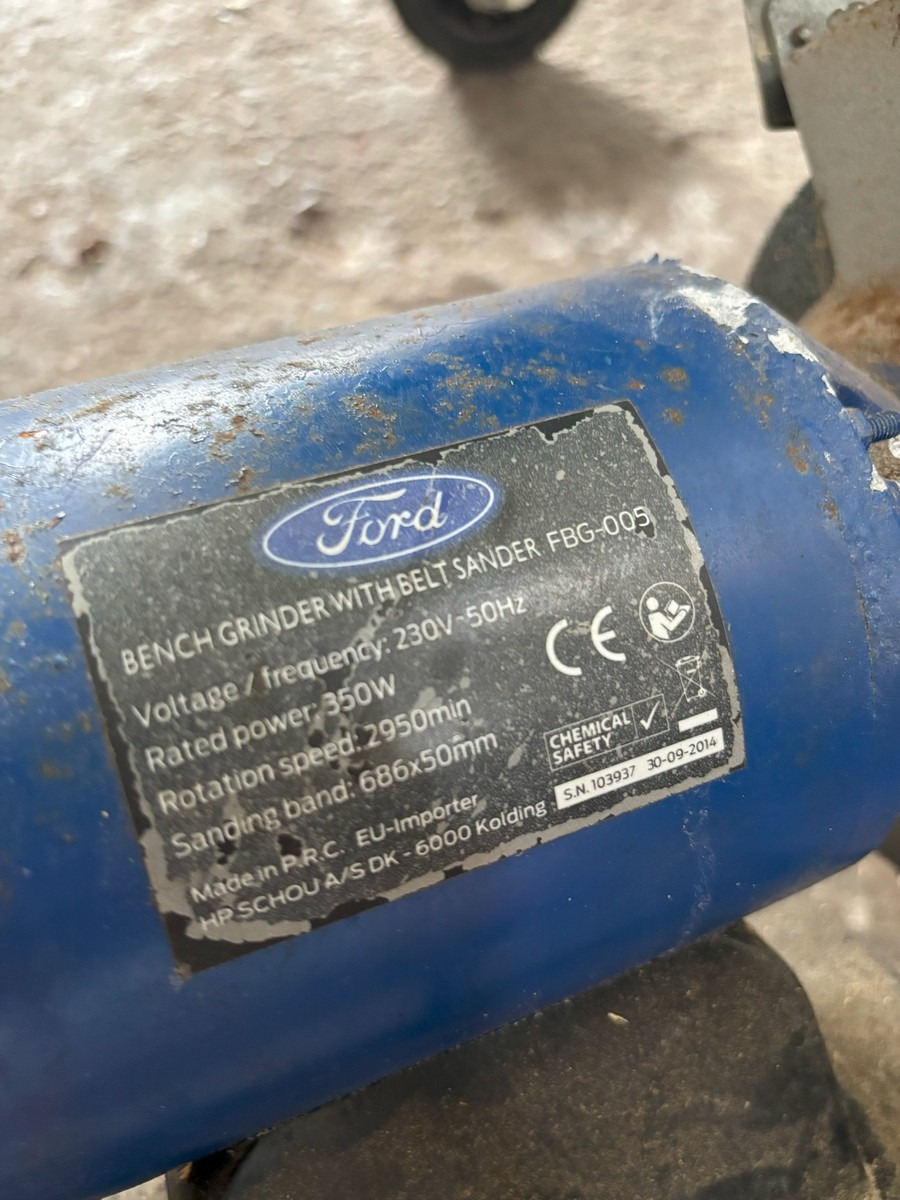 Ford
BENCH GRINDER WITH BELT SANDER FBG-005
Voltage / frequency: 230V-50Hz
Rated power: 350W
Rotation speed: 2950min
Sanding band: 686x50mm
Made in P.R.C. EU-Importer
HP SCHOU A/S DK - 6000 Kolding
CE
CHEMICAL
SAFETY
S.N. 103937 30-09-2014